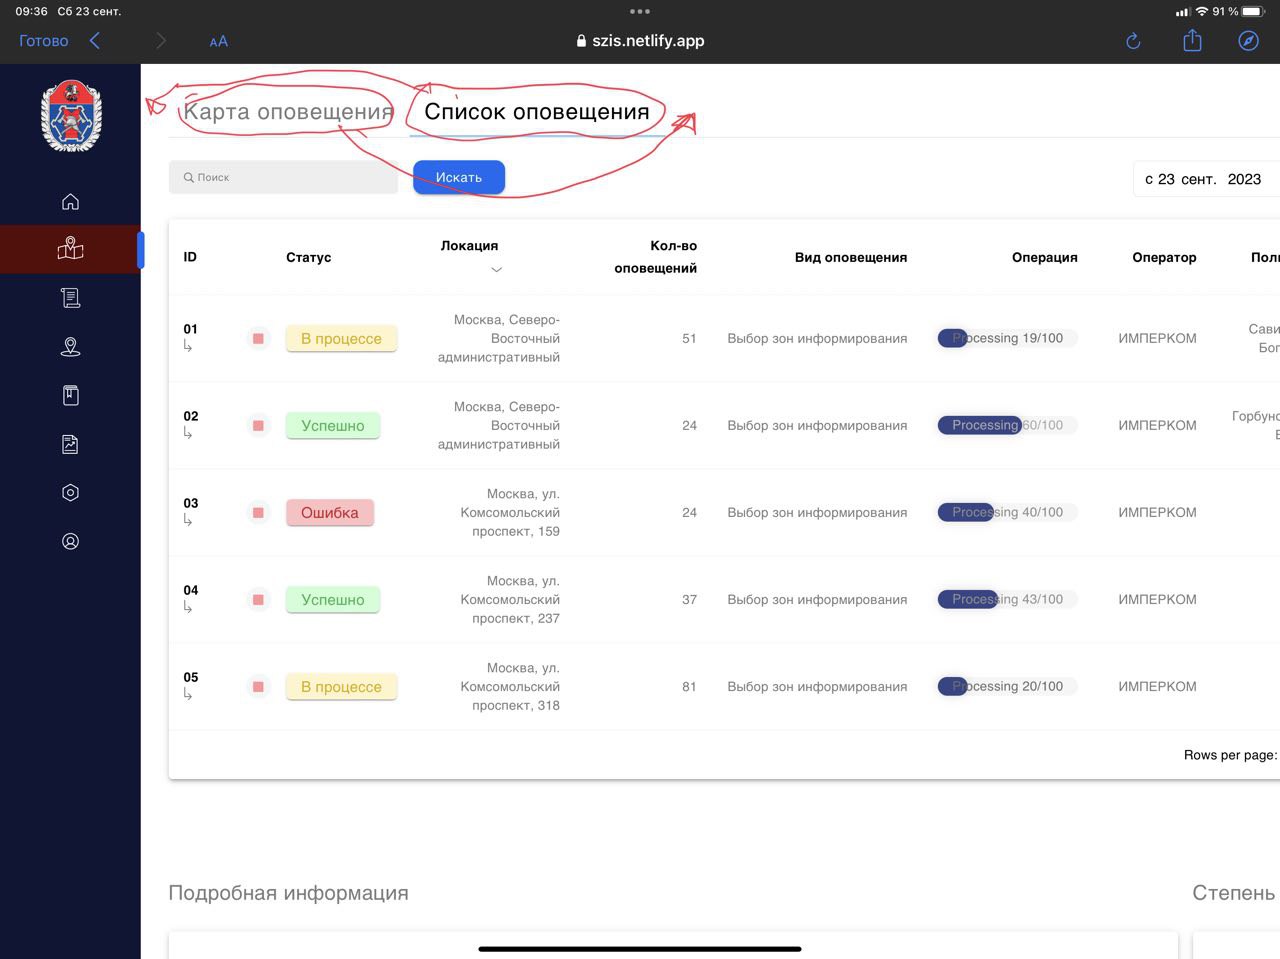 09:36 Сб 23 сент.
91 %
Готово
AA
szis.netlify.app
Карта оповещения
Список оповещения
Поиск
Искать
с 23 сент. 2023
ID
Статус
Локация
Кол-во
оповещений
Вид оповещения
Операция
Оператор
01
В процессе
Москва, Северо-
Восточный
административный
51
Выбор зон информирования
Processing 19/100
ИМПЕРКОМ
Сави
Бог
02
Успешно
Москва, Северо-
Восточный
административный
24
Выбор зон информирования
Processing 60/100
ИМПЕРКОМ
Горбуно
03
Ошибка
Москва, ул.
Комсомольский
проспект, 159
24
Выбор зон информирования
Processing 40/100
ИМПЕРКОМ
04
Успешно
Москва, ул.
Комсомольский
проспект, 237
37
Выбор зон информирования
Processing 43/100
ИМПЕРКОМ
05
В процессе
Москва, ул.
Комсомольский
проспект, 318
81
Выбор зон информирования
Processing 20/100
ИМПЕРКОМ
Rows per page:
Подробная информация
Степень